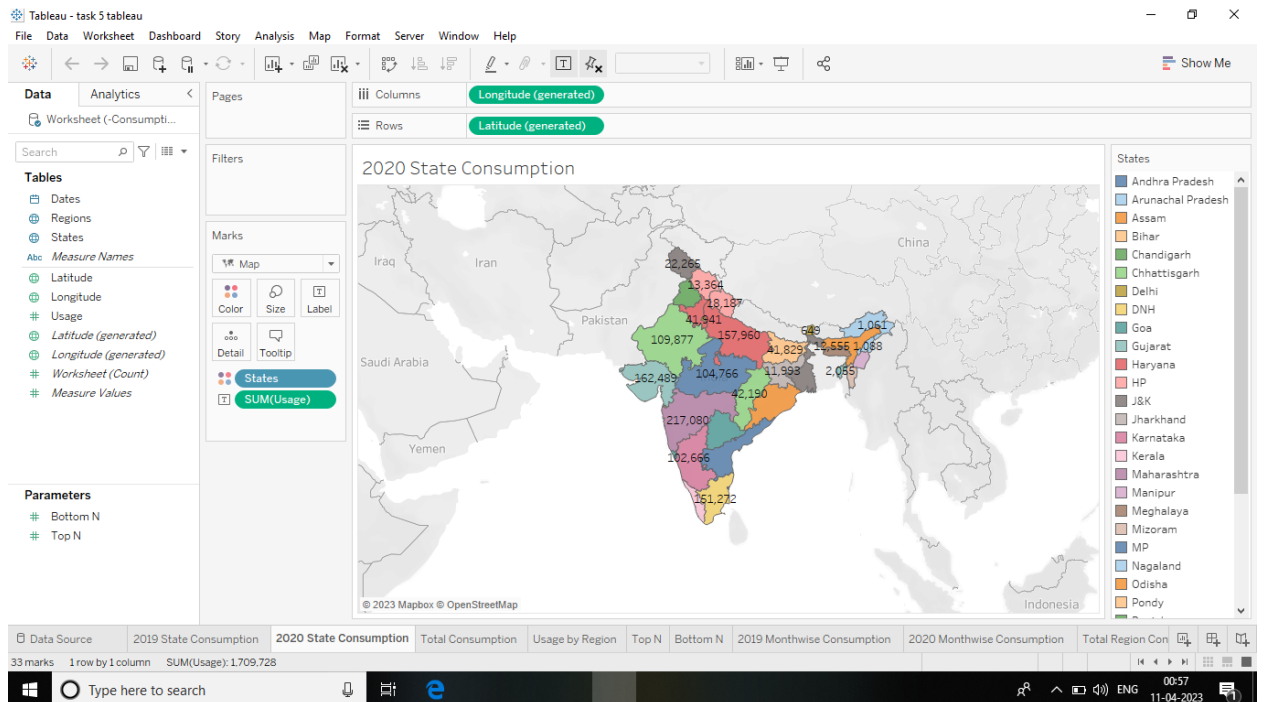 Tableau - task 5 tableau
File Data Worksheet Dashboard Story Analysis Map Format Server Window Help
Show Me
Data Analytics
Pages
Columns Longitude (generated)
Worksheet (-Consumpti...
Rows Latitude (generated)
Search
Filters
2020 State Consumption
States
Tables
Dates
Regions
States
Abc Measure Names
Latitude
Longitude
Usage
Latitude (generated)
Longitude (generated)
Worksheet (Count)
Measure Values
Marks
Map
Color Size Label
Detail Tooltip
States
SUM(Usage)
Parameters
Bottom N
Top N
Iraq
Iran
China
Pakistan
Saudi Arabia
Yemen
Indonesia
22,265
13,364
18,187
41,941
109,877
157,960
649
1,061
41,829
12,555
1,088
162,489
104,766
11,993
2,055
42,190
217,080
102,666
151,272
© 2023 Mapbox © OpenStreetMap
Andhra Pradesh
Arunachal Pradesh
Assam
Bihar
Chandigarh
Chhattisgarh
Delhi
DNH
Goa
Gujarat
Haryana
HP
J&K
Jharkhand
Karnataka
Kerala
Maharashtra
Manipur
Meghalaya
Mizoram
MP
Nagaland
Odisha
Pondy
Data Source 2019 State Consumption 2020 State Consumption Total Consumption Usage by Region Top N Bottom N 2019 Monthwise Consumption 2020 Monthwise Consumption Total Region Con
33 marks 1 row by 1 column SUM(Usage): 1,709,728
Type here to search
ENG
00:57
11-04-2023